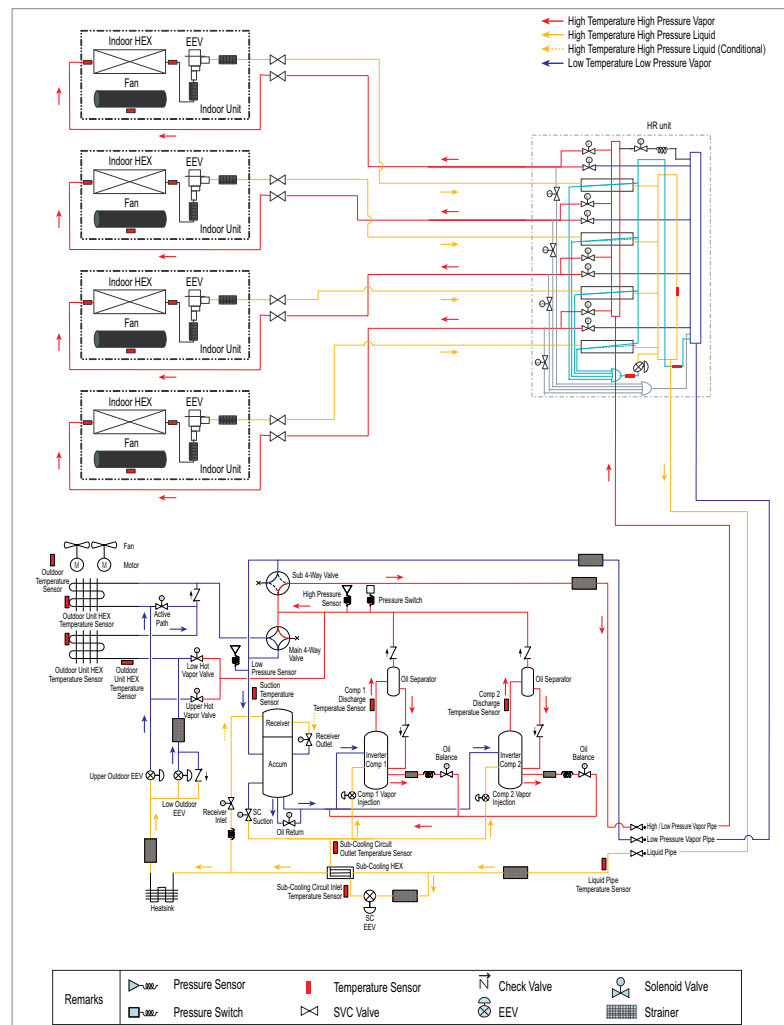 High Temperature High Pressure Vapor
High Temperature High Pressure Liquid
High Temperature High Pressure Liquid (Conditional)
Low Temperature Low Pressure Vapor
Indoor HEX
EEV
Fan
Indoor Unit
HR unit
Indoor HEX
EEV
Fan
Indoor Unit
Indoor HEX
EEV
Fan
Indoor Unit
Indoor HEX
EEV
Fan
Indoor Unit
Fan
M
M
Motor
Outdoor
Temperature
Sensor
Sub 4-Way Valve
High Pressure
Sensor
Pressure Switch
Outdoor Unit HEX
Temperature Sensor
Active
Path
Main 4-Way
Valve
Outdoor Unit HEX
Temperature Sensor
Outdoor
Unit HEX
Temperature
Sensor
Low Hot
Vapor Valve
Low
Pressure Sensor
Upper Hot
Vapor Valve
Suction
Temperature
Sensor
Oil Separator
Oil Separator
Comp 1
Discharge
Temperatue Sensor
Comp 2
Discharge
Temperatue Sensor
Receiver
Receiver
Outlet
Accum
Inverter
Comp 1
Oil
Balance
Inverter
Comp 2
Oil
Balance
Upper Outdoor EEV
Low Outdoor
EEV
Receiver
Inlet
SC
Suction
Oil Return
Comp 1 Vapor
Injection
Comp 2 Vapor
Injection
High / Low Pressure Vapor Pipe
Low Pressure Vapor Pipe
Liquid Pipe
Sub-Cooling Circuit
Outlet Temperature Sensor
Sub-Cooling HEX
Sub-Cooling Circuit Inlet
Temperature Sensor
SC
EEV
Liquid Pipe
Temperature Sensor
Heatsink
Remarks
Pressure Sensor
Temperature Sensor
Check Valve
Solenoid Valve
Pressure Switch
SVC Valve
EEV
Strainer